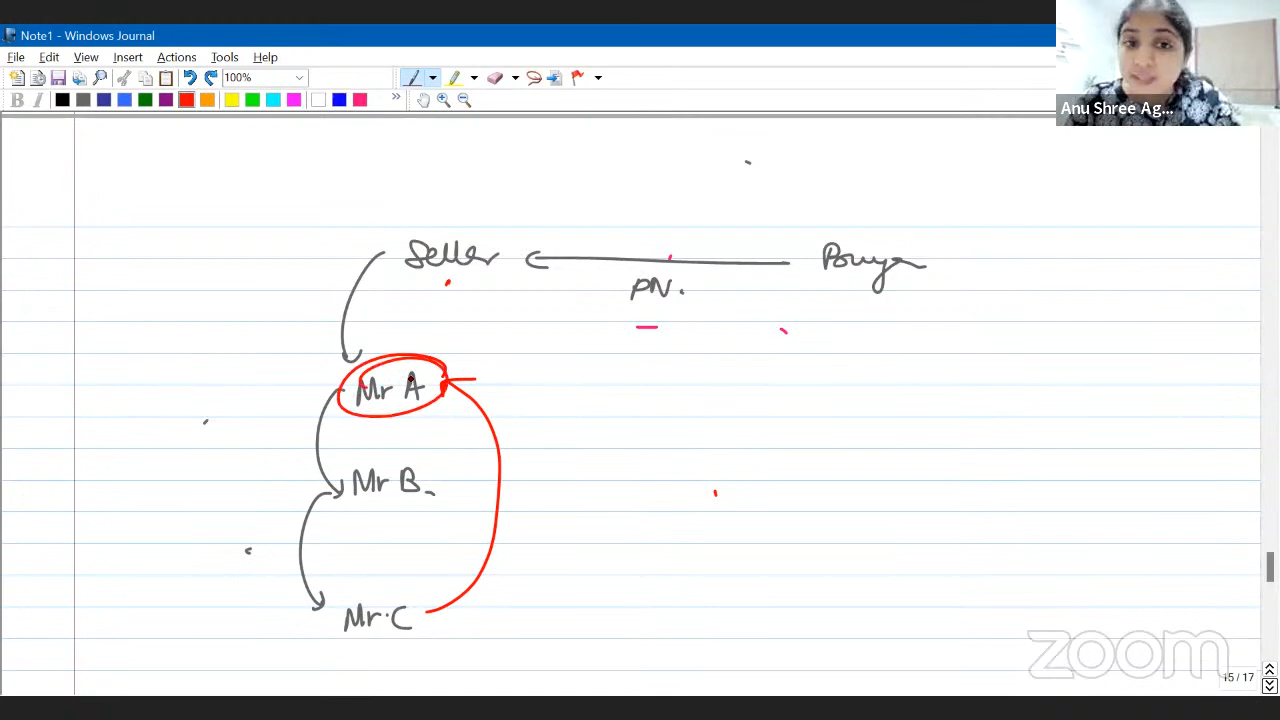 Note1 - Windows Journal
File Edit View Insert Actions Tools Help
100%
B I
Anu Shree Ag...
Seller Buyer
PN.
Mr A
Mr B
Mr. C
zoom
15 / 17